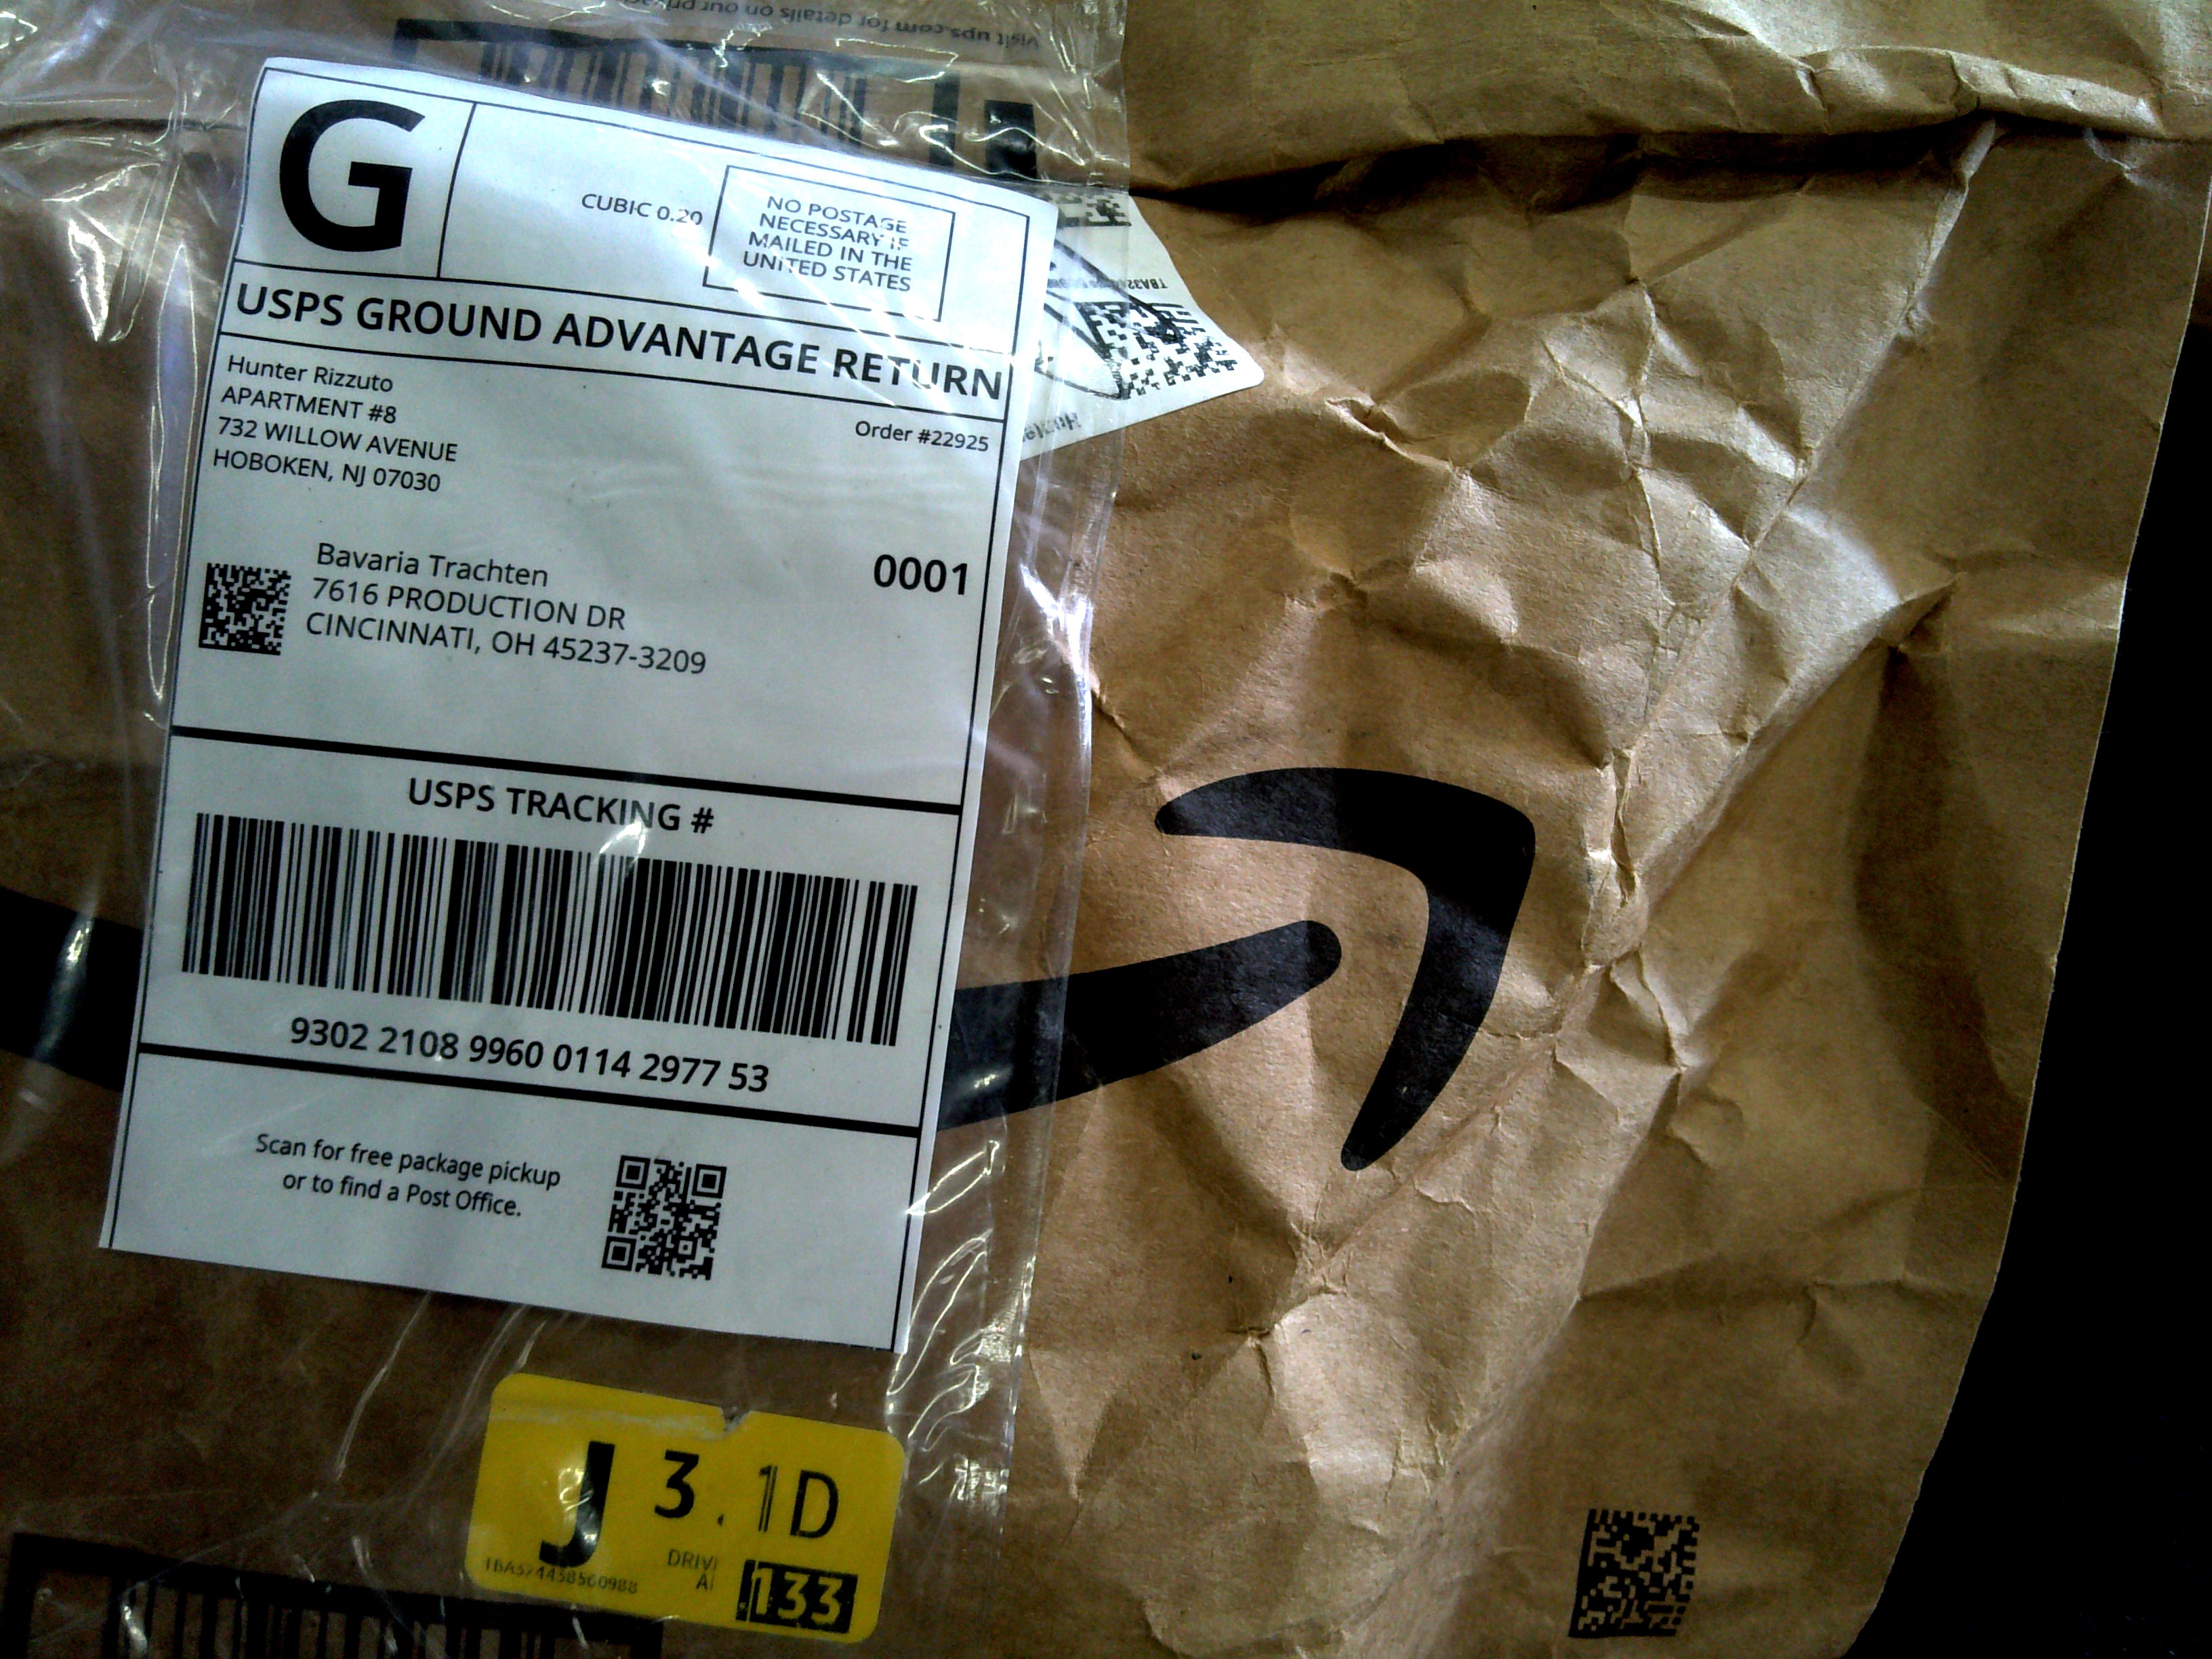 visit ups.com for details on our
G
CUBIC 0.20
NO POSTAGE
NECESSARY IF
MAILED IN THE
UNITED STATES
USPS GROUND ADVANTAGE RETURN
Hunter Rizzuto
APARTMENT #8
732 WILLOW AVENUE
HOBOKEN, NJ 07030
Order #22925
0001
Bavaria Trachten
7616 PRODUCTION DR
CINCINNATI, OH 45237-3209
USPS TRACKING #
9302 2108 9960 0114 2977 53
Scan for free package pickup
or to find a Post Office.
J 3.1D
133